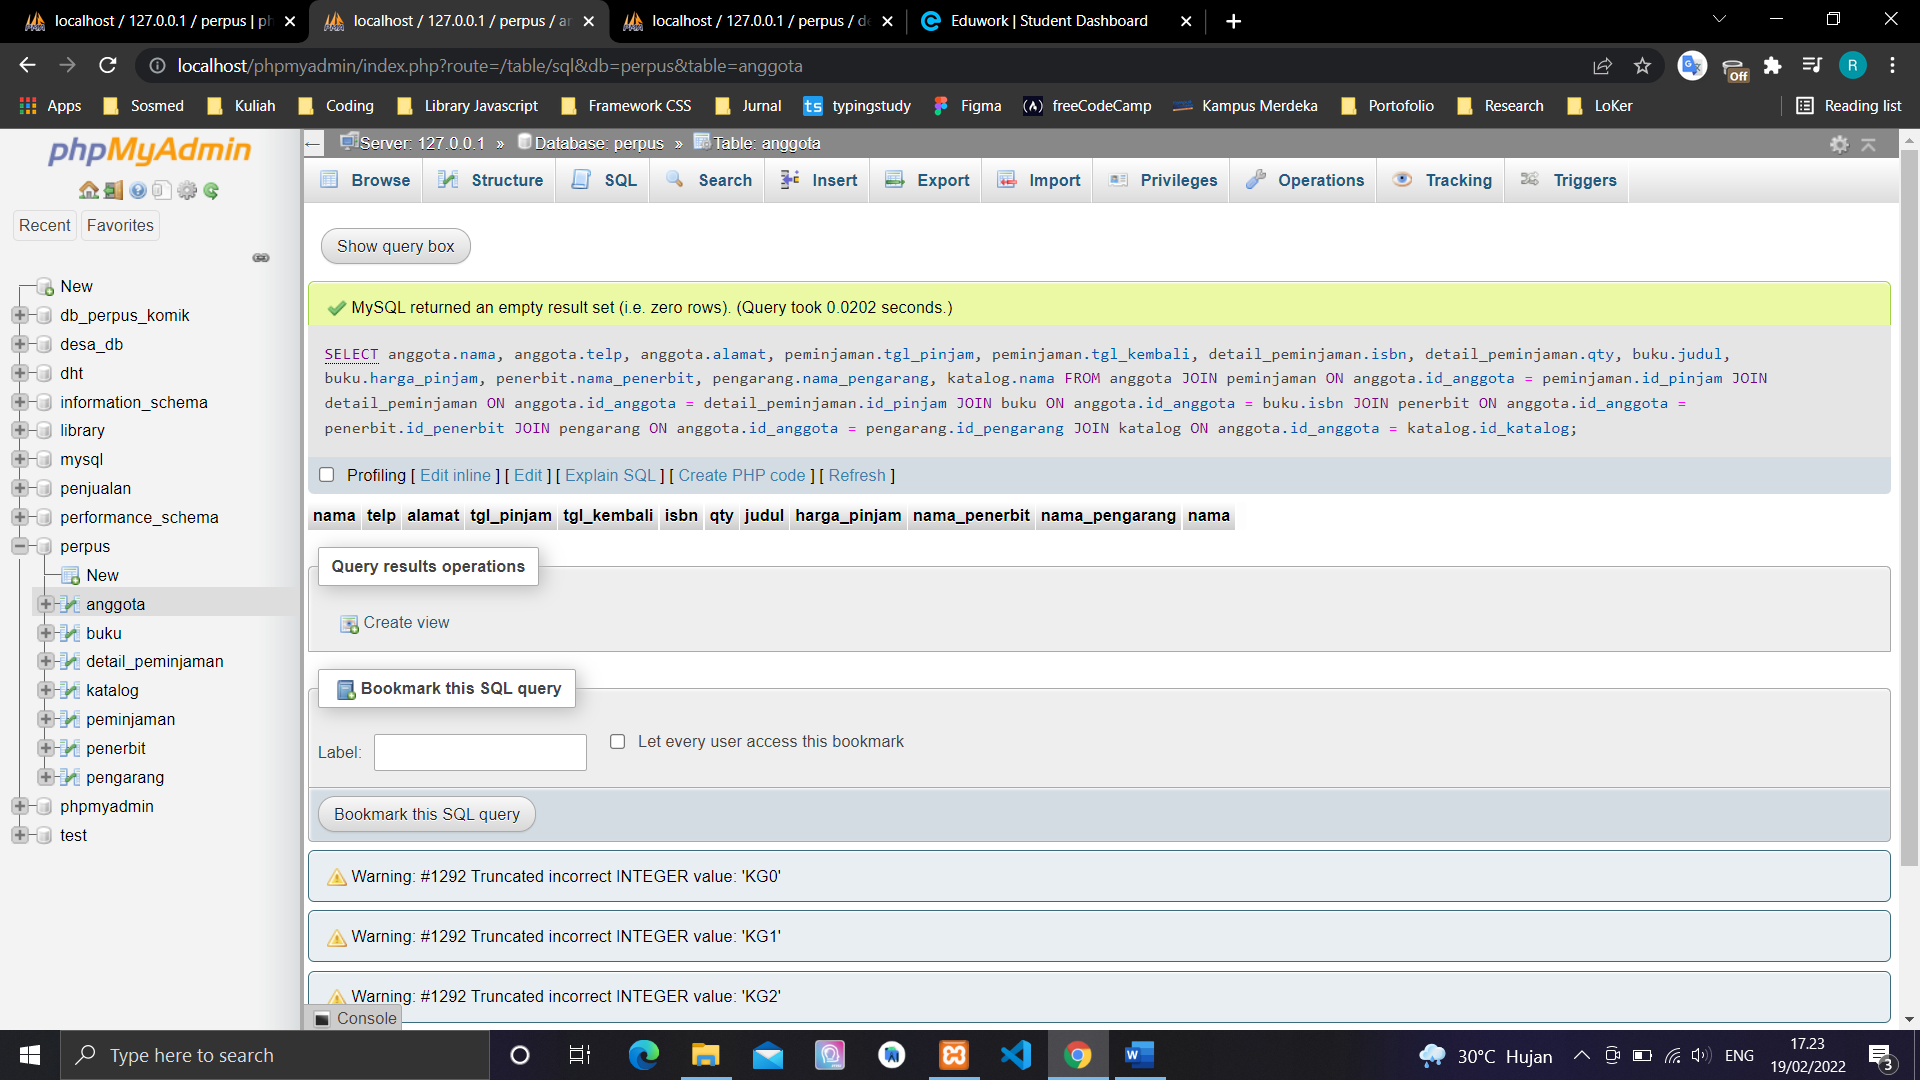 localhost / 127.0.0.1 / perpus | ph
localhost / 127.0.0.1 / perpus / ar
localhost / 127.0.0.1 / perpus / de
Eduwork | Student Dashboard
localhost/phpmyadmin/index.php?route=/table/sql&db=perpus&table=anggota
Off
R
Apps
Sosmed
Kuliah
Coding
Library Javascript
Framework CSS
Jurnal
ts typingstudy
Figma
freeCodeCamp
Kampus Merdeka
Portofolio
Research
LoKer
Reading list
phpMyAdmin
Recent
Favorites
New
db_perpus_komik
desa_db
dht
information_schema
library
mysql
penjualan
performance_schema
perpus
New
anggota
buku
detail_peminjaman
katalog
peminjaman
penerbit
pengarang
phpmyadmin
test
Server: 127.0.0.1 » Database: perpus » Table: anggota
Browse
Structure
SQL
Search
Insert
Export
Import
Privileges
Operations
Tracking
Triggers
Show query box
MySQL returned an empty result set (i.e. zero rows). (Query took 0.0202 seconds.)
SELECT anggota.nama, anggota.telp, anggota.alamat, peminjaman.tgl_pinjam, peminjaman.tgl_kembali, detail_peminjaman.isbn, detail_peminjaman.qty, buku.judul,
buku.harga_pinjam, penerbit.nama_penerbit, pengarang.nama_pengarang, katalog.nama FROM anggota JOIN peminjaman ON anggota.id_anggota = peminjaman.id_pinjam JOIN
detail_peminjaman ON anggota.id_anggota = detail_peminjaman.id_pinjam JOIN buku ON anggota.id_anggota = buku.isbn JOIN penerbit ON anggota.id_anggota =
penerbit.id_penerbit JOIN pengarang ON anggota.id_anggota = pengarang.id_pengarang JOIN katalog ON anggota.id_anggota = katalog.id_katalog;
Profiling [ Edit inline ] [ Edit ] [ Explain SQL ] [ Create PHP code ] [ Refresh ]
nama telp alamat tgl_pinjam tgl_kembali isbn qty judul harga_pinjam nama_penerbit nama_pengarang nama
Query results operations
Create view
Bookmark this SQL query
Label:
Let every user access this bookmark
Bookmark this SQL query
Warning: #1292 Truncated incorrect INTEGER value: 'KG0'
Warning: #1292 Truncated incorrect INTEGER value: 'KG1'
Warning: #1292 Truncated incorrect INTEGER value: 'KG2'
Console
Type here to search
30°C Hujan
ENG
17.23
19/02/2022
3